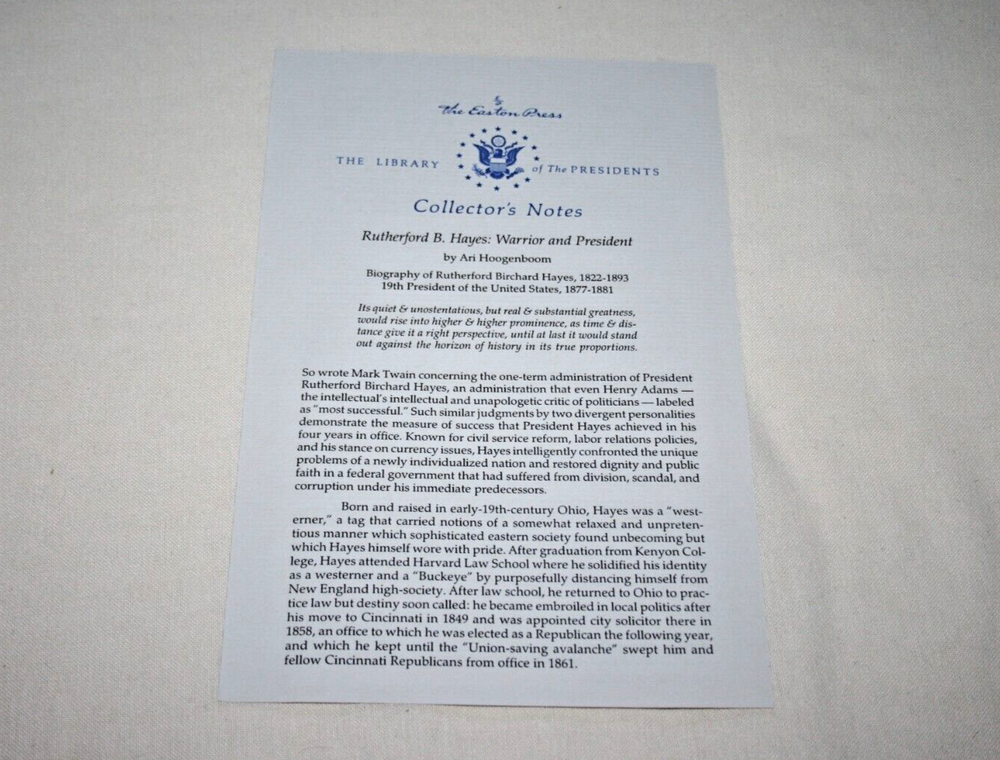 The Easton Press
THE LIBRARY of The PRESIDENTS
Collector's Notes
Rutherford B. Hayes: Warrior and President
by Ari Hoogenboom
Biography of Rutherford Birchard Hayes, 1822-1893
19th President of the United States, 1877-1881
Its quiet & unostentatious, but real & substantial greatness,
would rise into higher & higher prominence, as time & dis-
tance give it a right perspective, until at last it would stand
out against the horizon of history in its true proportions.
So wrote Mark Twain concerning the one-term administration of President
Rutherford Birchard Hayes, an administration that even Henry Adams —
the intellectual's intellectual and unapologetic critic of politicians — labeled
as "most successful." Such similar judgments by two divergent personalities
demonstrate the measure of success that President Hayes achieved in his
four years in office. Known for civil service reform, labor relations policies,
and his stance on currency issues, Hayes intelligently confronted the unique
problems of a newly individualized nation and restored dignity and public
faith in a federal government that had suffered from division, scandal, and
corruption under his immediate predecessors.
Born and raised in early-19th-century Ohio, Hayes was a "west-
erner," a tag that carried notions of a somewhat relaxed and unpreten-
tious manner which sophisticated eastern society found unbecoming but
which Hayes himself wore with pride. After graduation from Kenyon Col-
lege, Hayes attended Harvard Law School where he solidified his identity
as a westerner and a "Buckeye" by purposefully distancing himself from
New England high-society. After law school, he returned to Ohio to prac-
tice law but destiny soon called: he became embroiled in local politics after
his move to Cincinnati in 1849 and was appointed city solicitor there in
1858, an office to which he was elected as a Republican the following year,
and which he kept until the "Union-saving avalanche" swept him and
fellow Cincinnati Republicans from office in 1861.